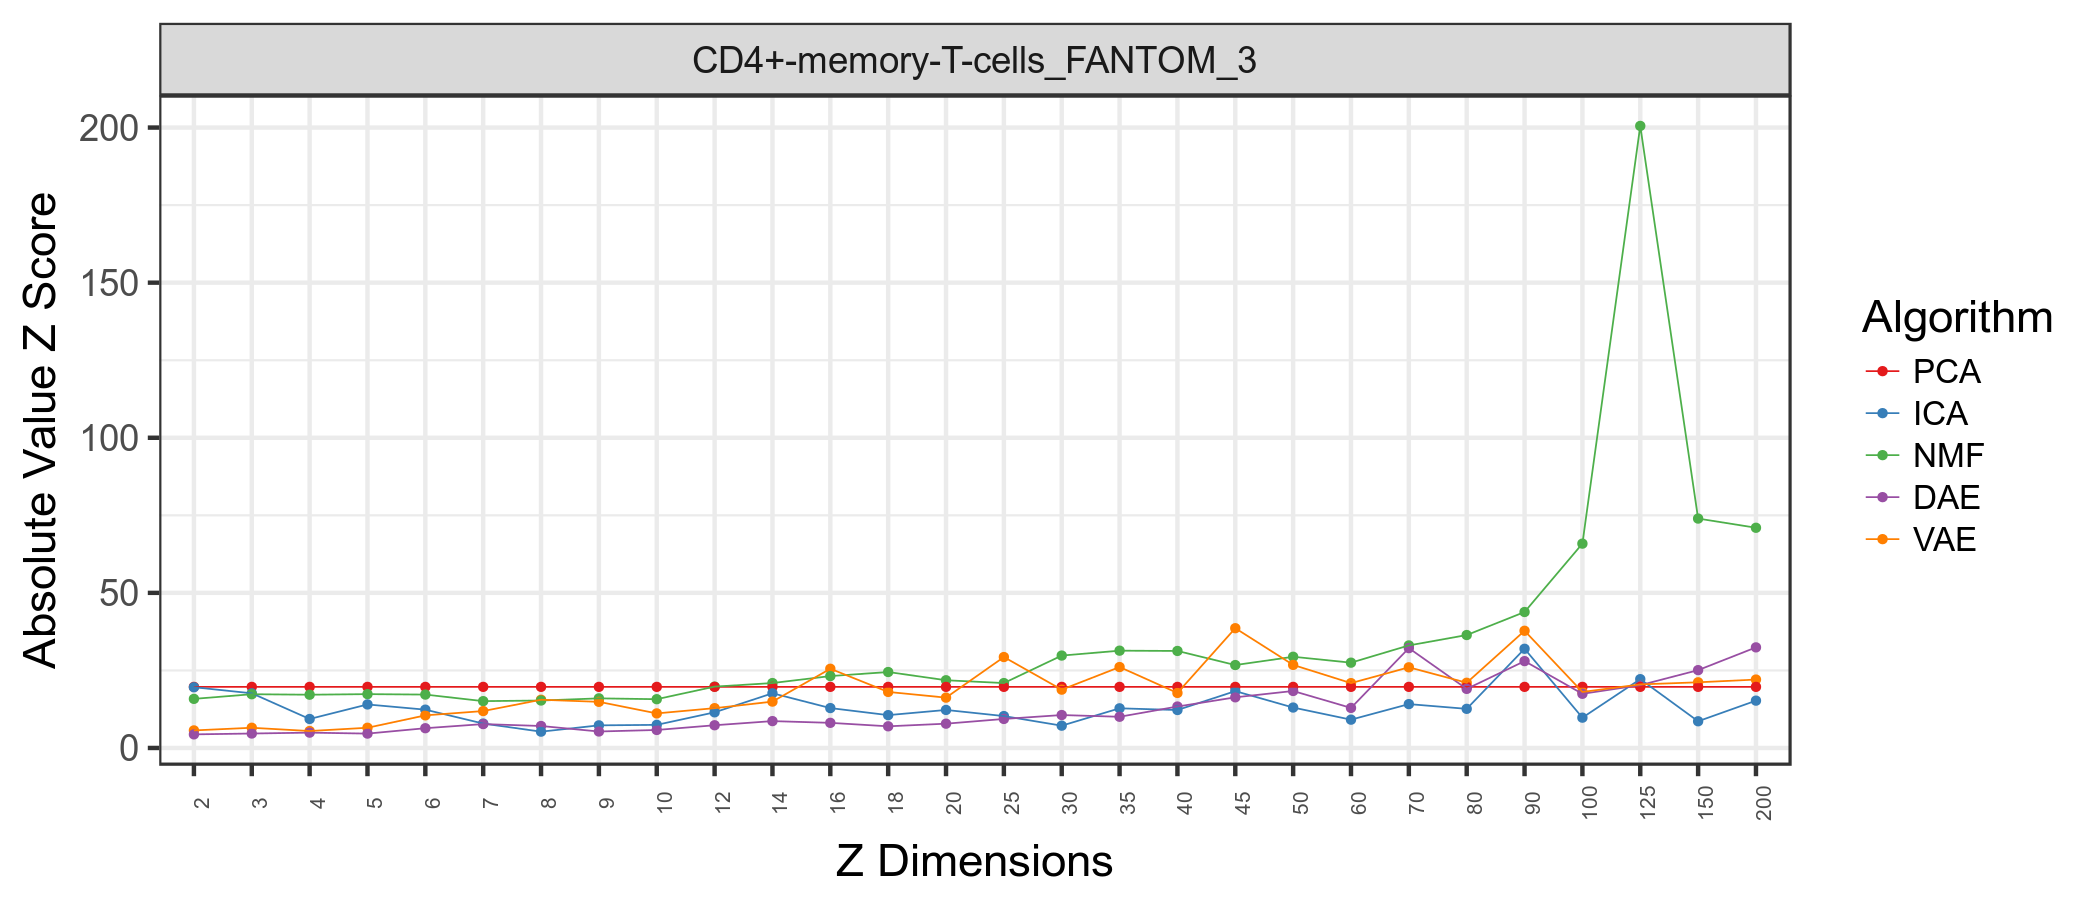 CD4+-memory-T-cells_FANTOM_3
200
150
100
50
0
Absolute Value Z Score
2 3 4 5 6 7 8 9 10 12 14 16 18 20 25 30 35 40 45 50 60 70 80 90 100 125 150 200
Z Dimensions
Algorithm
PCA
ICA
NMF
DAE
VAE